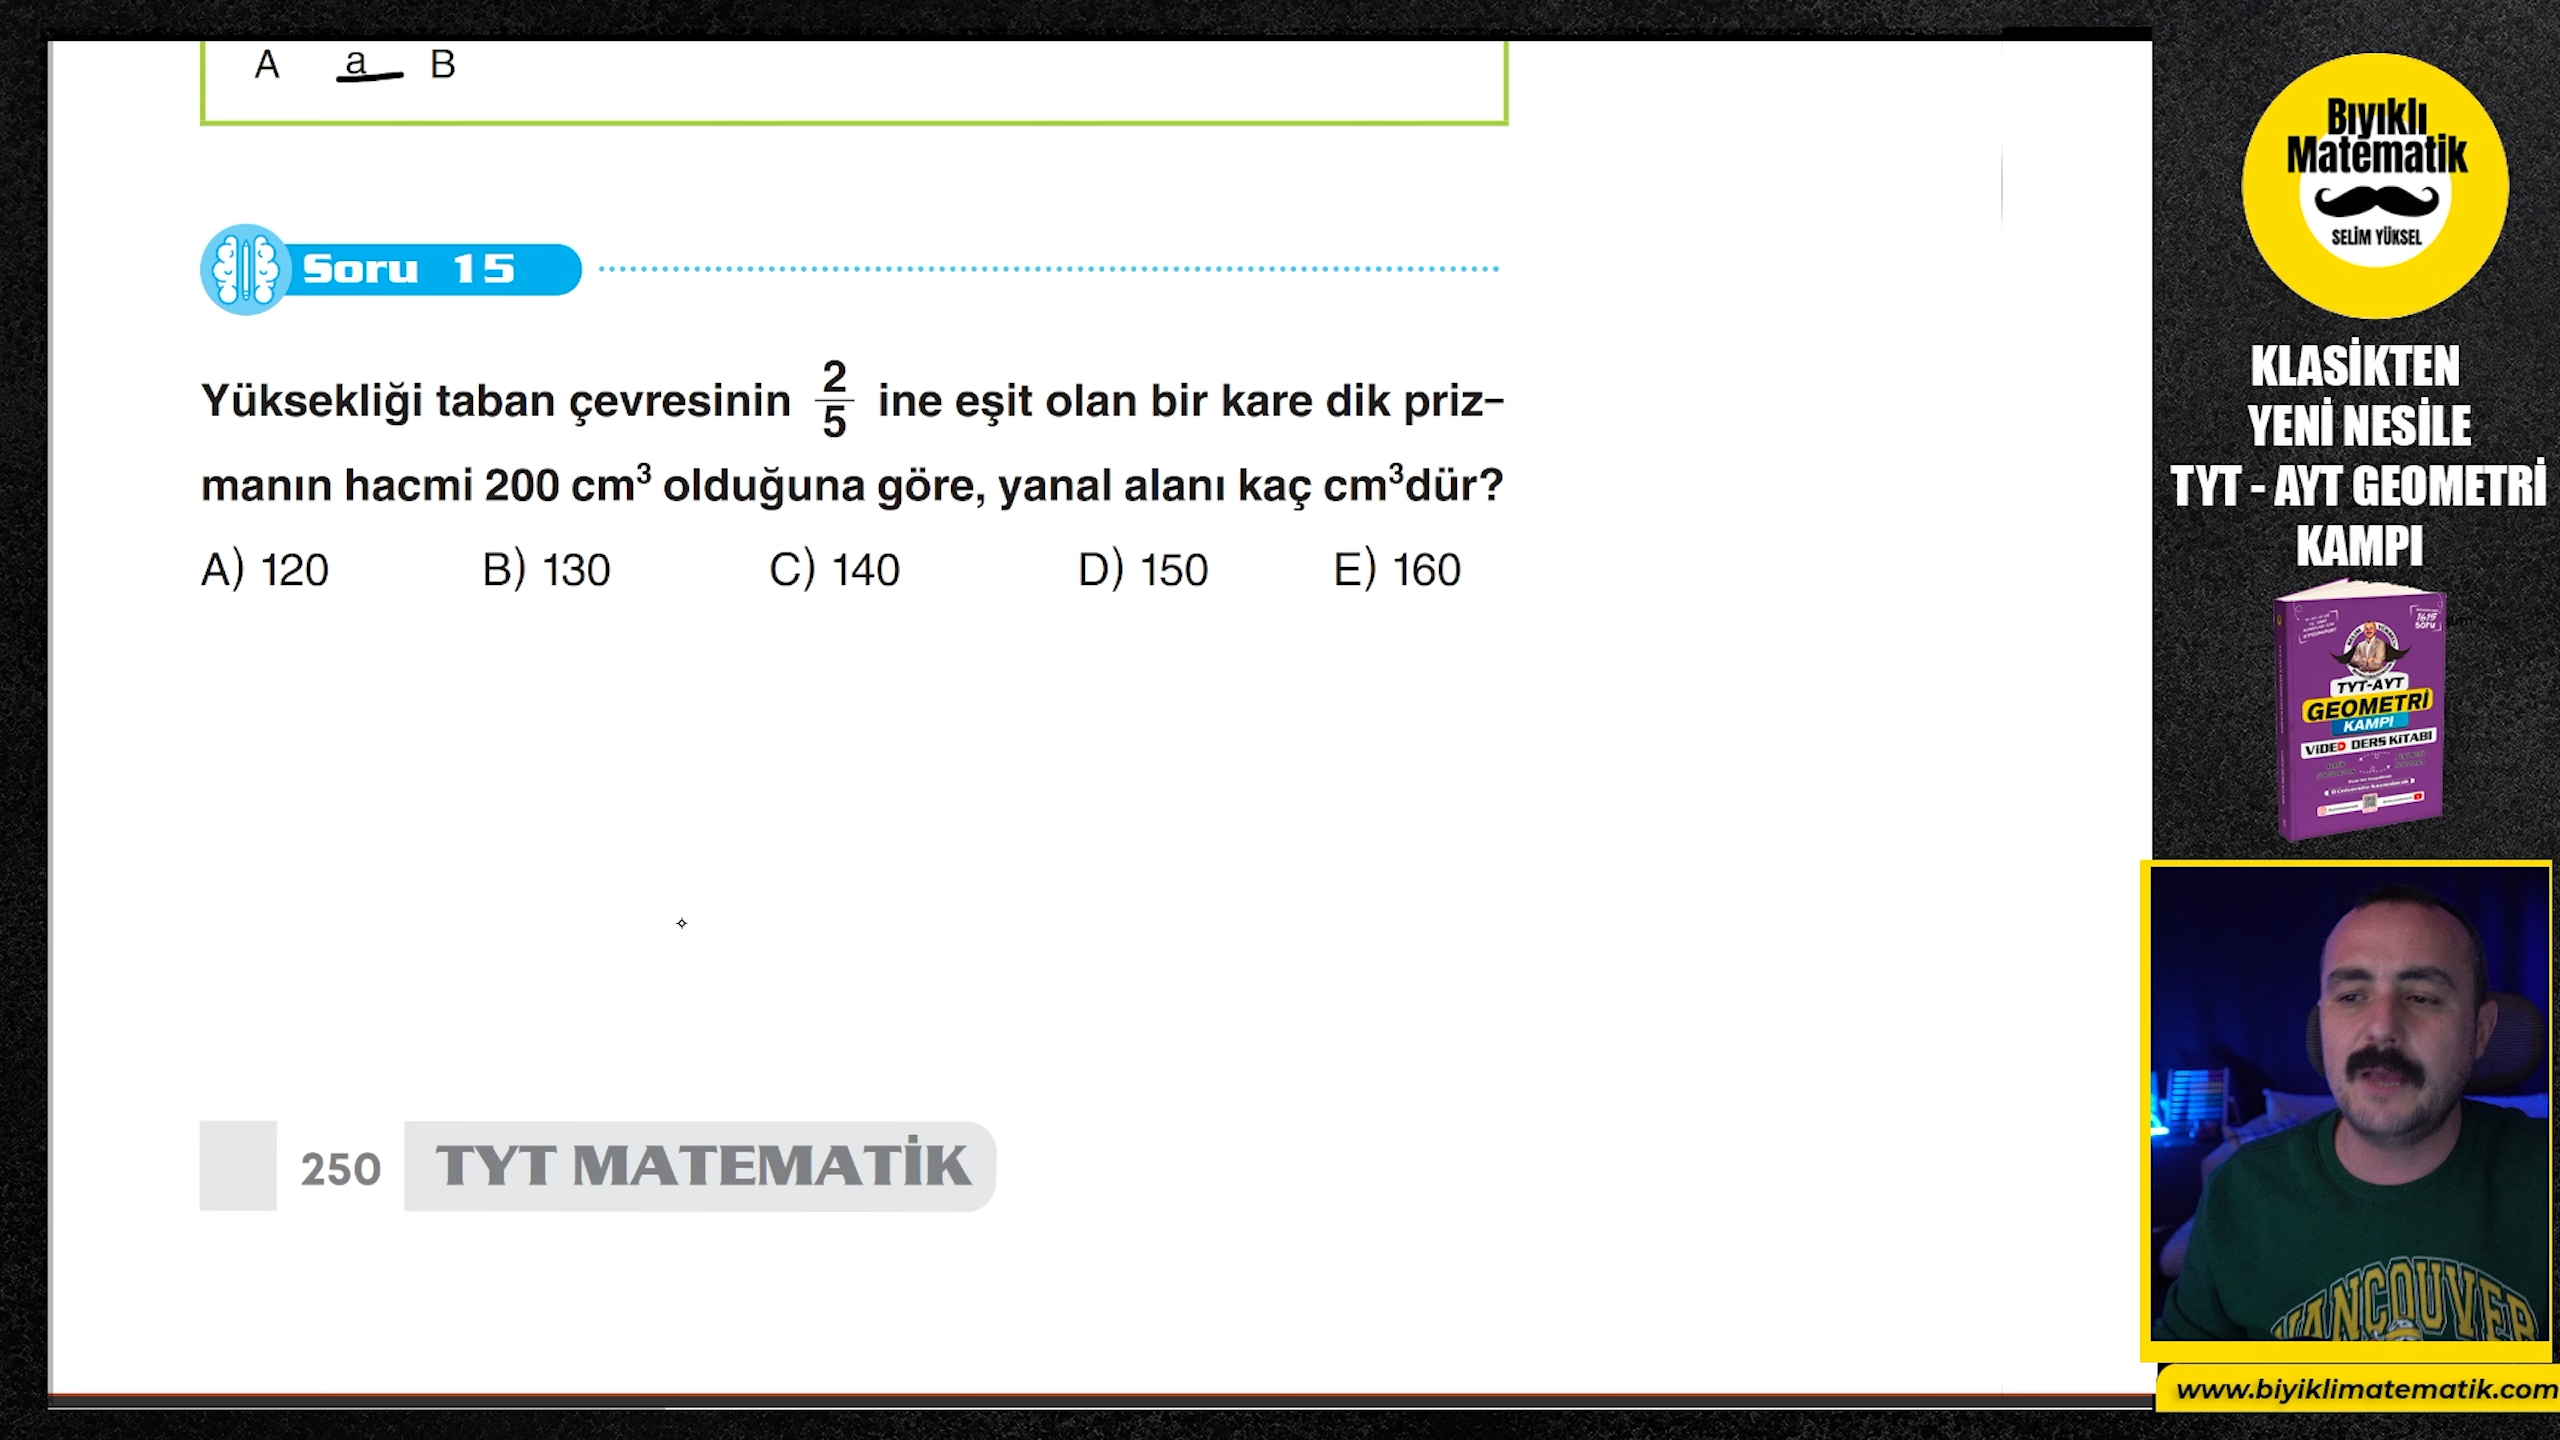 A a B
Soru 15
Yüksekliği taban çevresinin 2/5 ine eşit olan bir kare dik priz-
manın hacmi 200 cm³ olduğuna göre, yanal alanı kaç cm³dür?
A) 120 B) 130 C) 140 D) 150 E) 160
250 TYT MATEMATİK
Bıyıklı
Matematik
SELİM YÜKSEL
KLASİKTEN
YENİ NESİLE
TYT - AYT GEOMETRİ
KAMPI
1615
soru
TYT-AYT
GEOMETRİ
KAMPI
VİDEO DERS KİTABI
VANCOUVER
www.biyiklimatematik.com